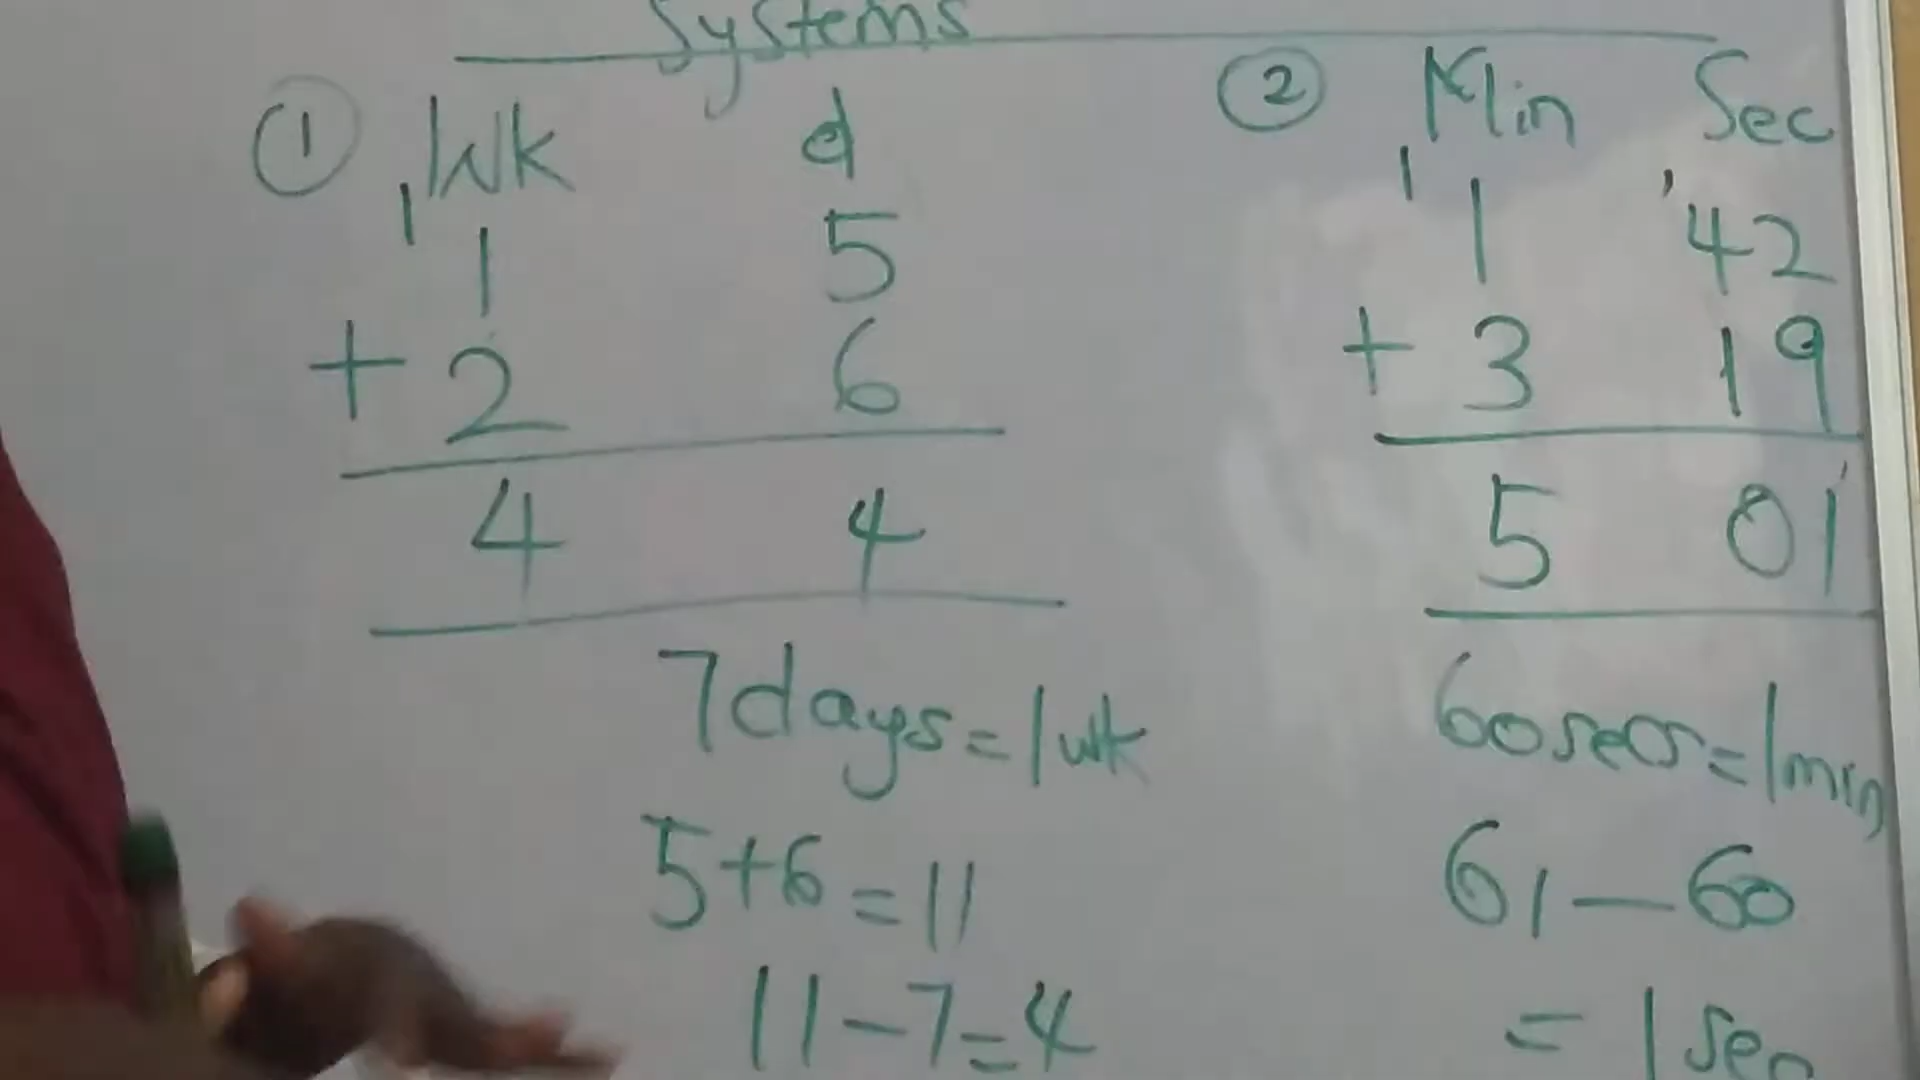 Systems
① Wk d
1
1 5
+ 2 6
4 4
7days = 1wk
5+6 = 11
11-7=4
② Min Sec
1 1
1 42
+ 3 19
5 01
60secs=1min
61-60
= 1sec